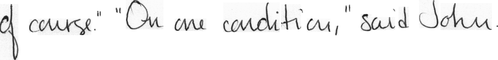 of course." "On one condition," said John.